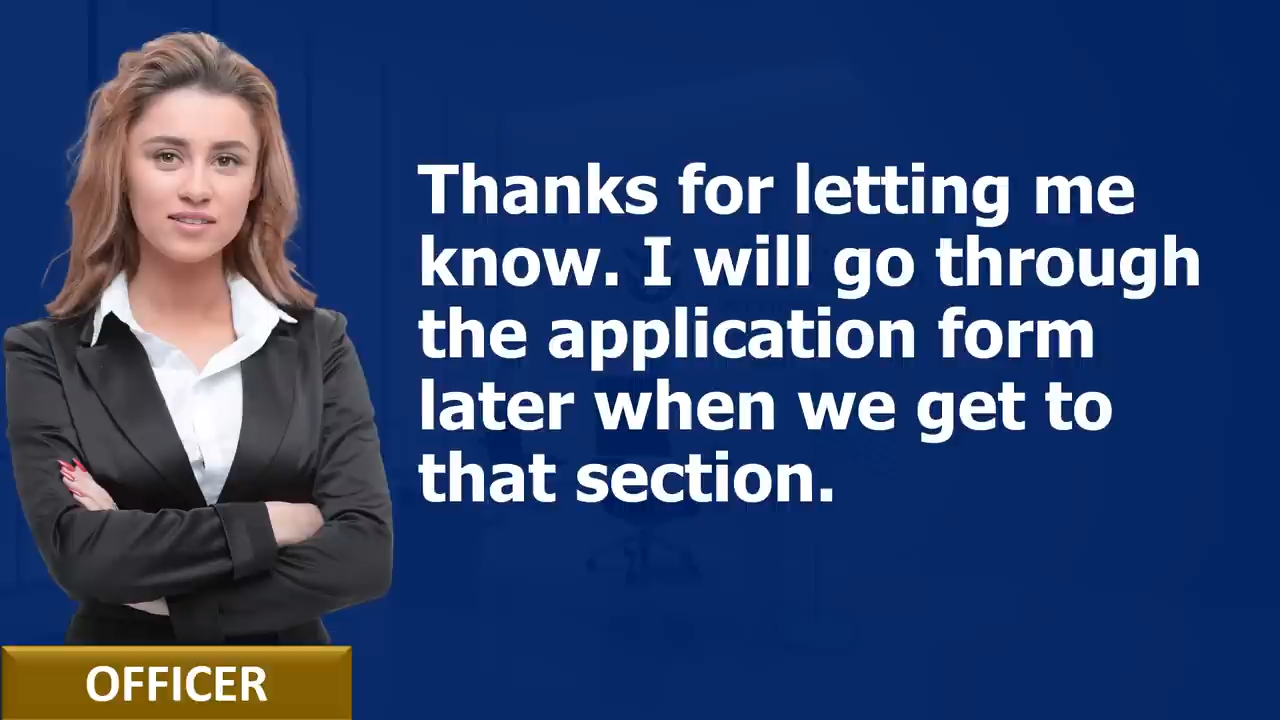 Thanks for letting me
know. I will go through
the application form
later when we get to
that section.
OFFICER